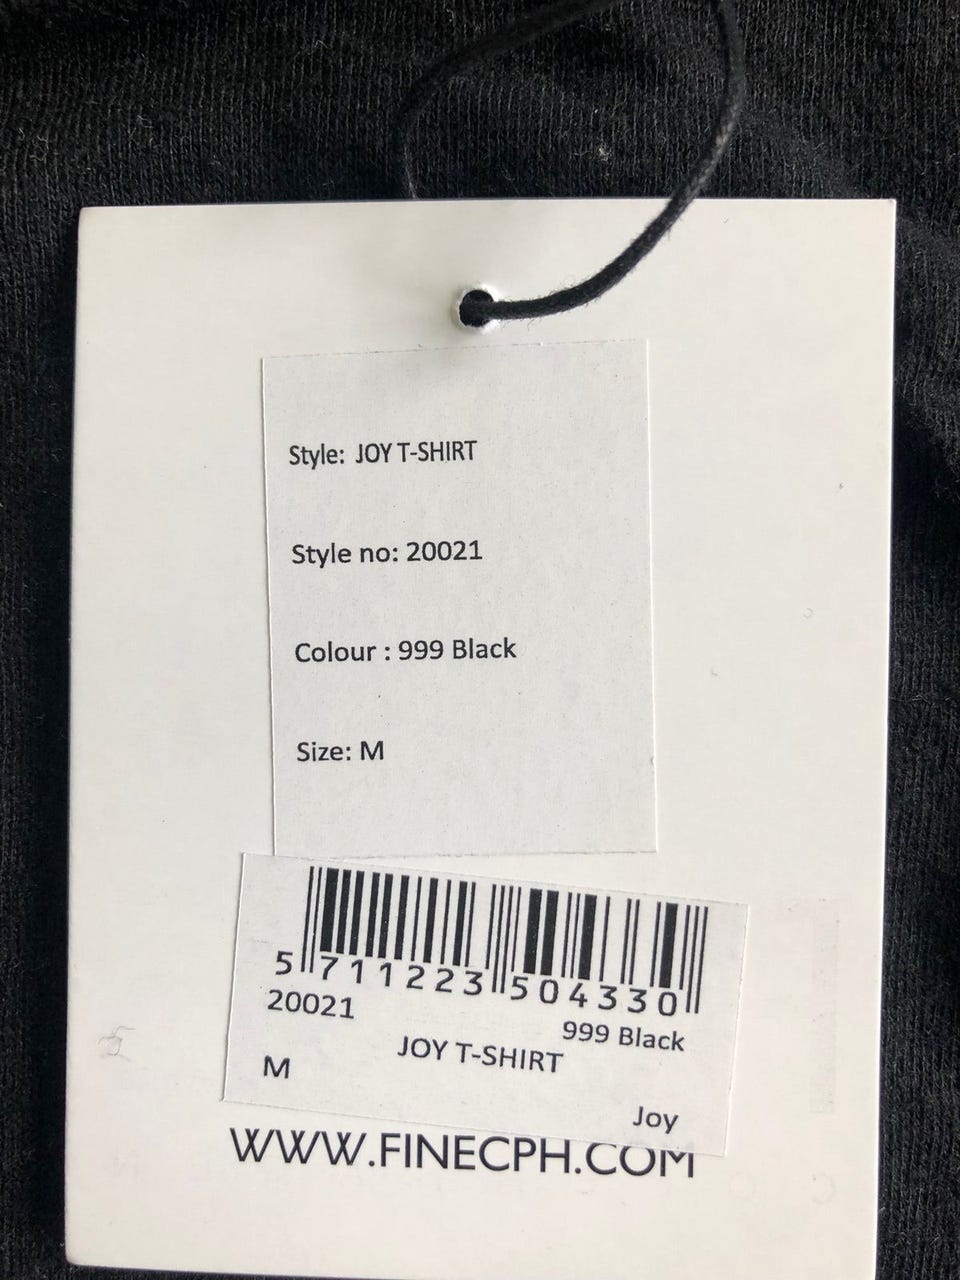 Style: JOY T-SHIRT
Style no: 20021
Colour : 999 Black
Size: M
5 711223 504330
20021
999 Black
JOY T-SHIRT
M
Joy
WWW.FINECPH.COM